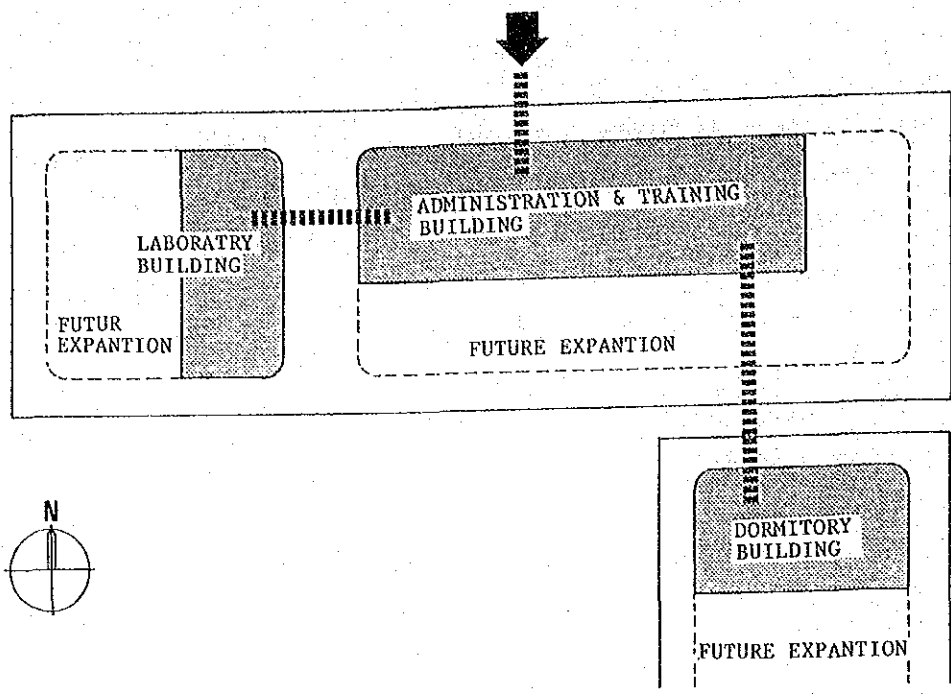 ADMINISTRATION & TRAINING
BUILDING
LABORATRY
BUILDING
FUTUR
EXPANTION
FUTURE EXPANTION
N
DORMITORY
BUILDING
FUTURE EXPANTION